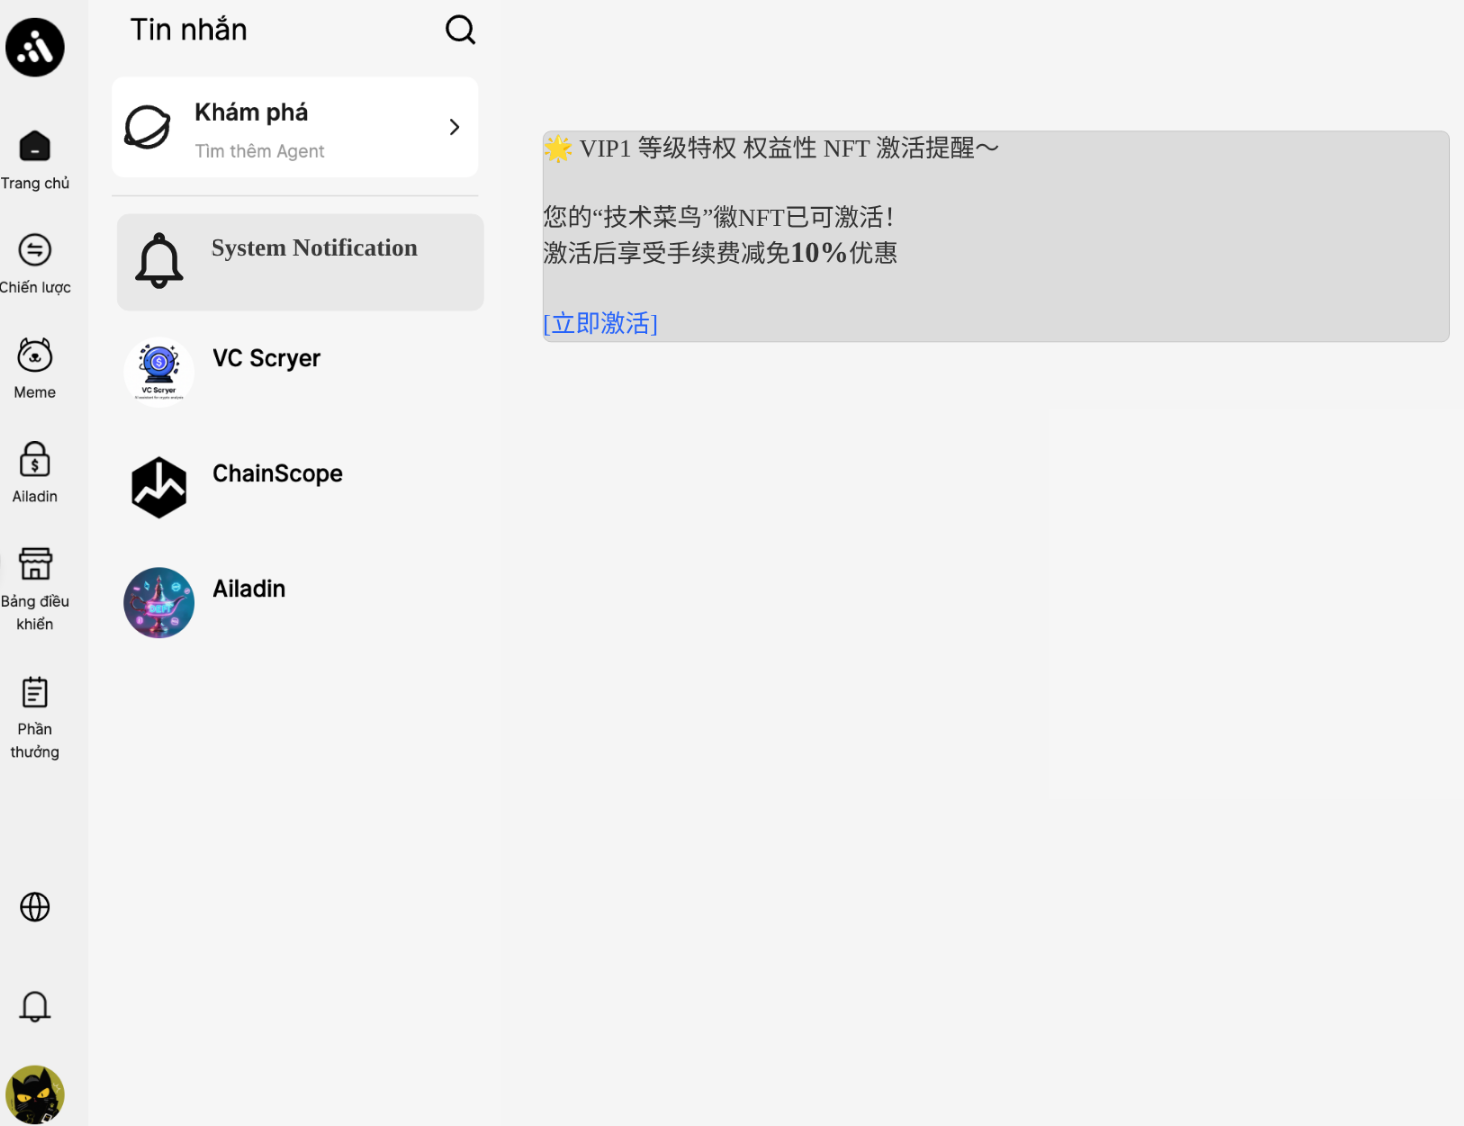 Tin nhắn
Khám phá
Tìm thêm Agent
Trang chủ
Chiến lược
Meme
Ailadin
Bảng điều
khiển
Phần
thưởng
System Notification
VC Scryer
VC Scryer
ChainScope
Ailadin
🌟 VIP1 等级特权 权益性 NFT 激活提醒～
您的“技术菜鸟”徽NFT已可激活！
激活后享受手续费减免10%优惠
[立即激活]